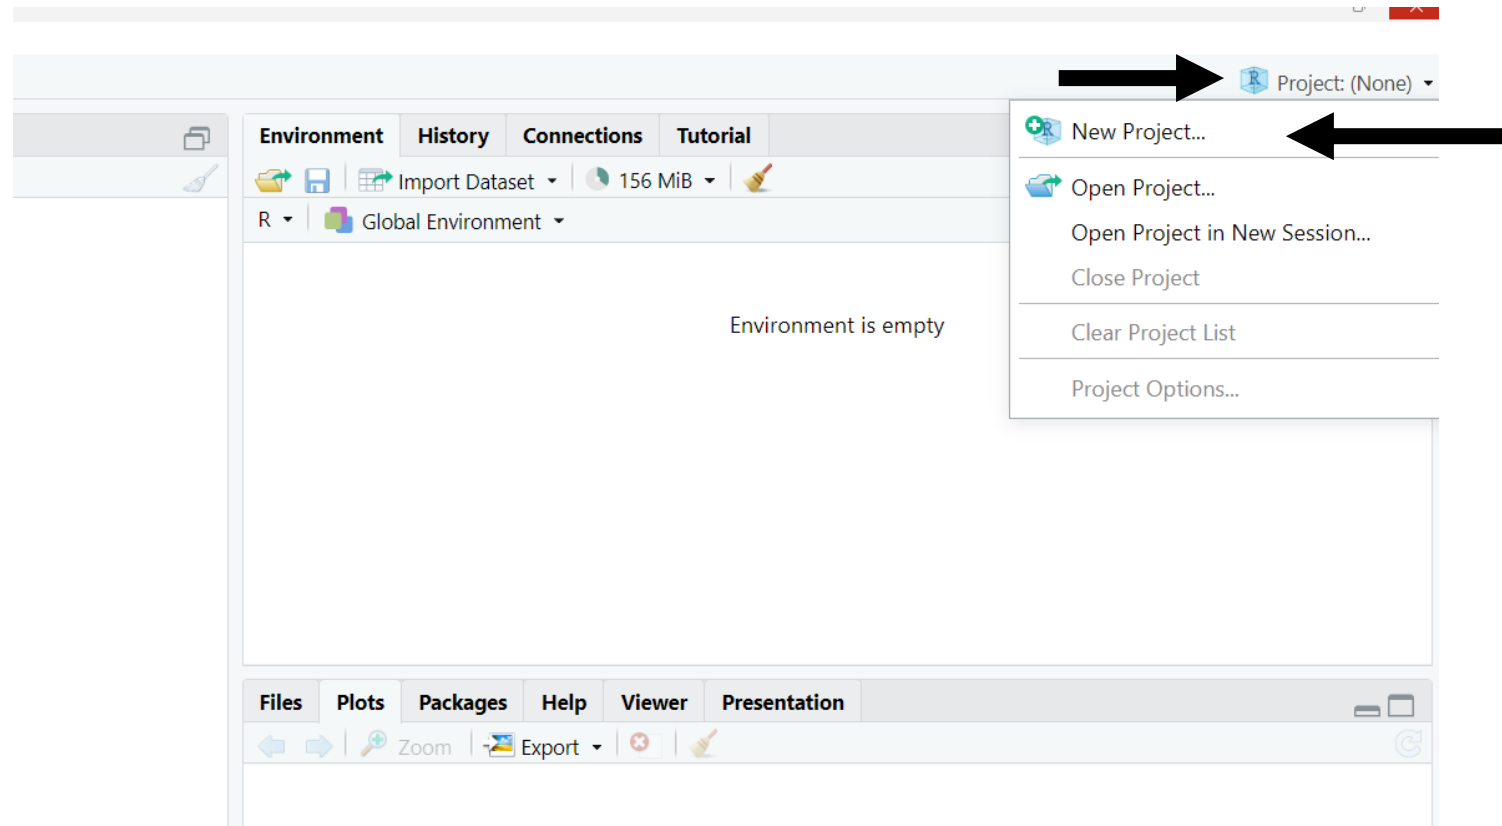 Project: (None)
Environment History Connections Tutorial
New Project...
Import Dataset 156 MiB
Open Project...
R Global Environment
Open Project in New Session...
Close Project
Environment is empty
Clear Project List
Project Options...
Files Plots Packages Help Viewer Presentation
Zoom Export